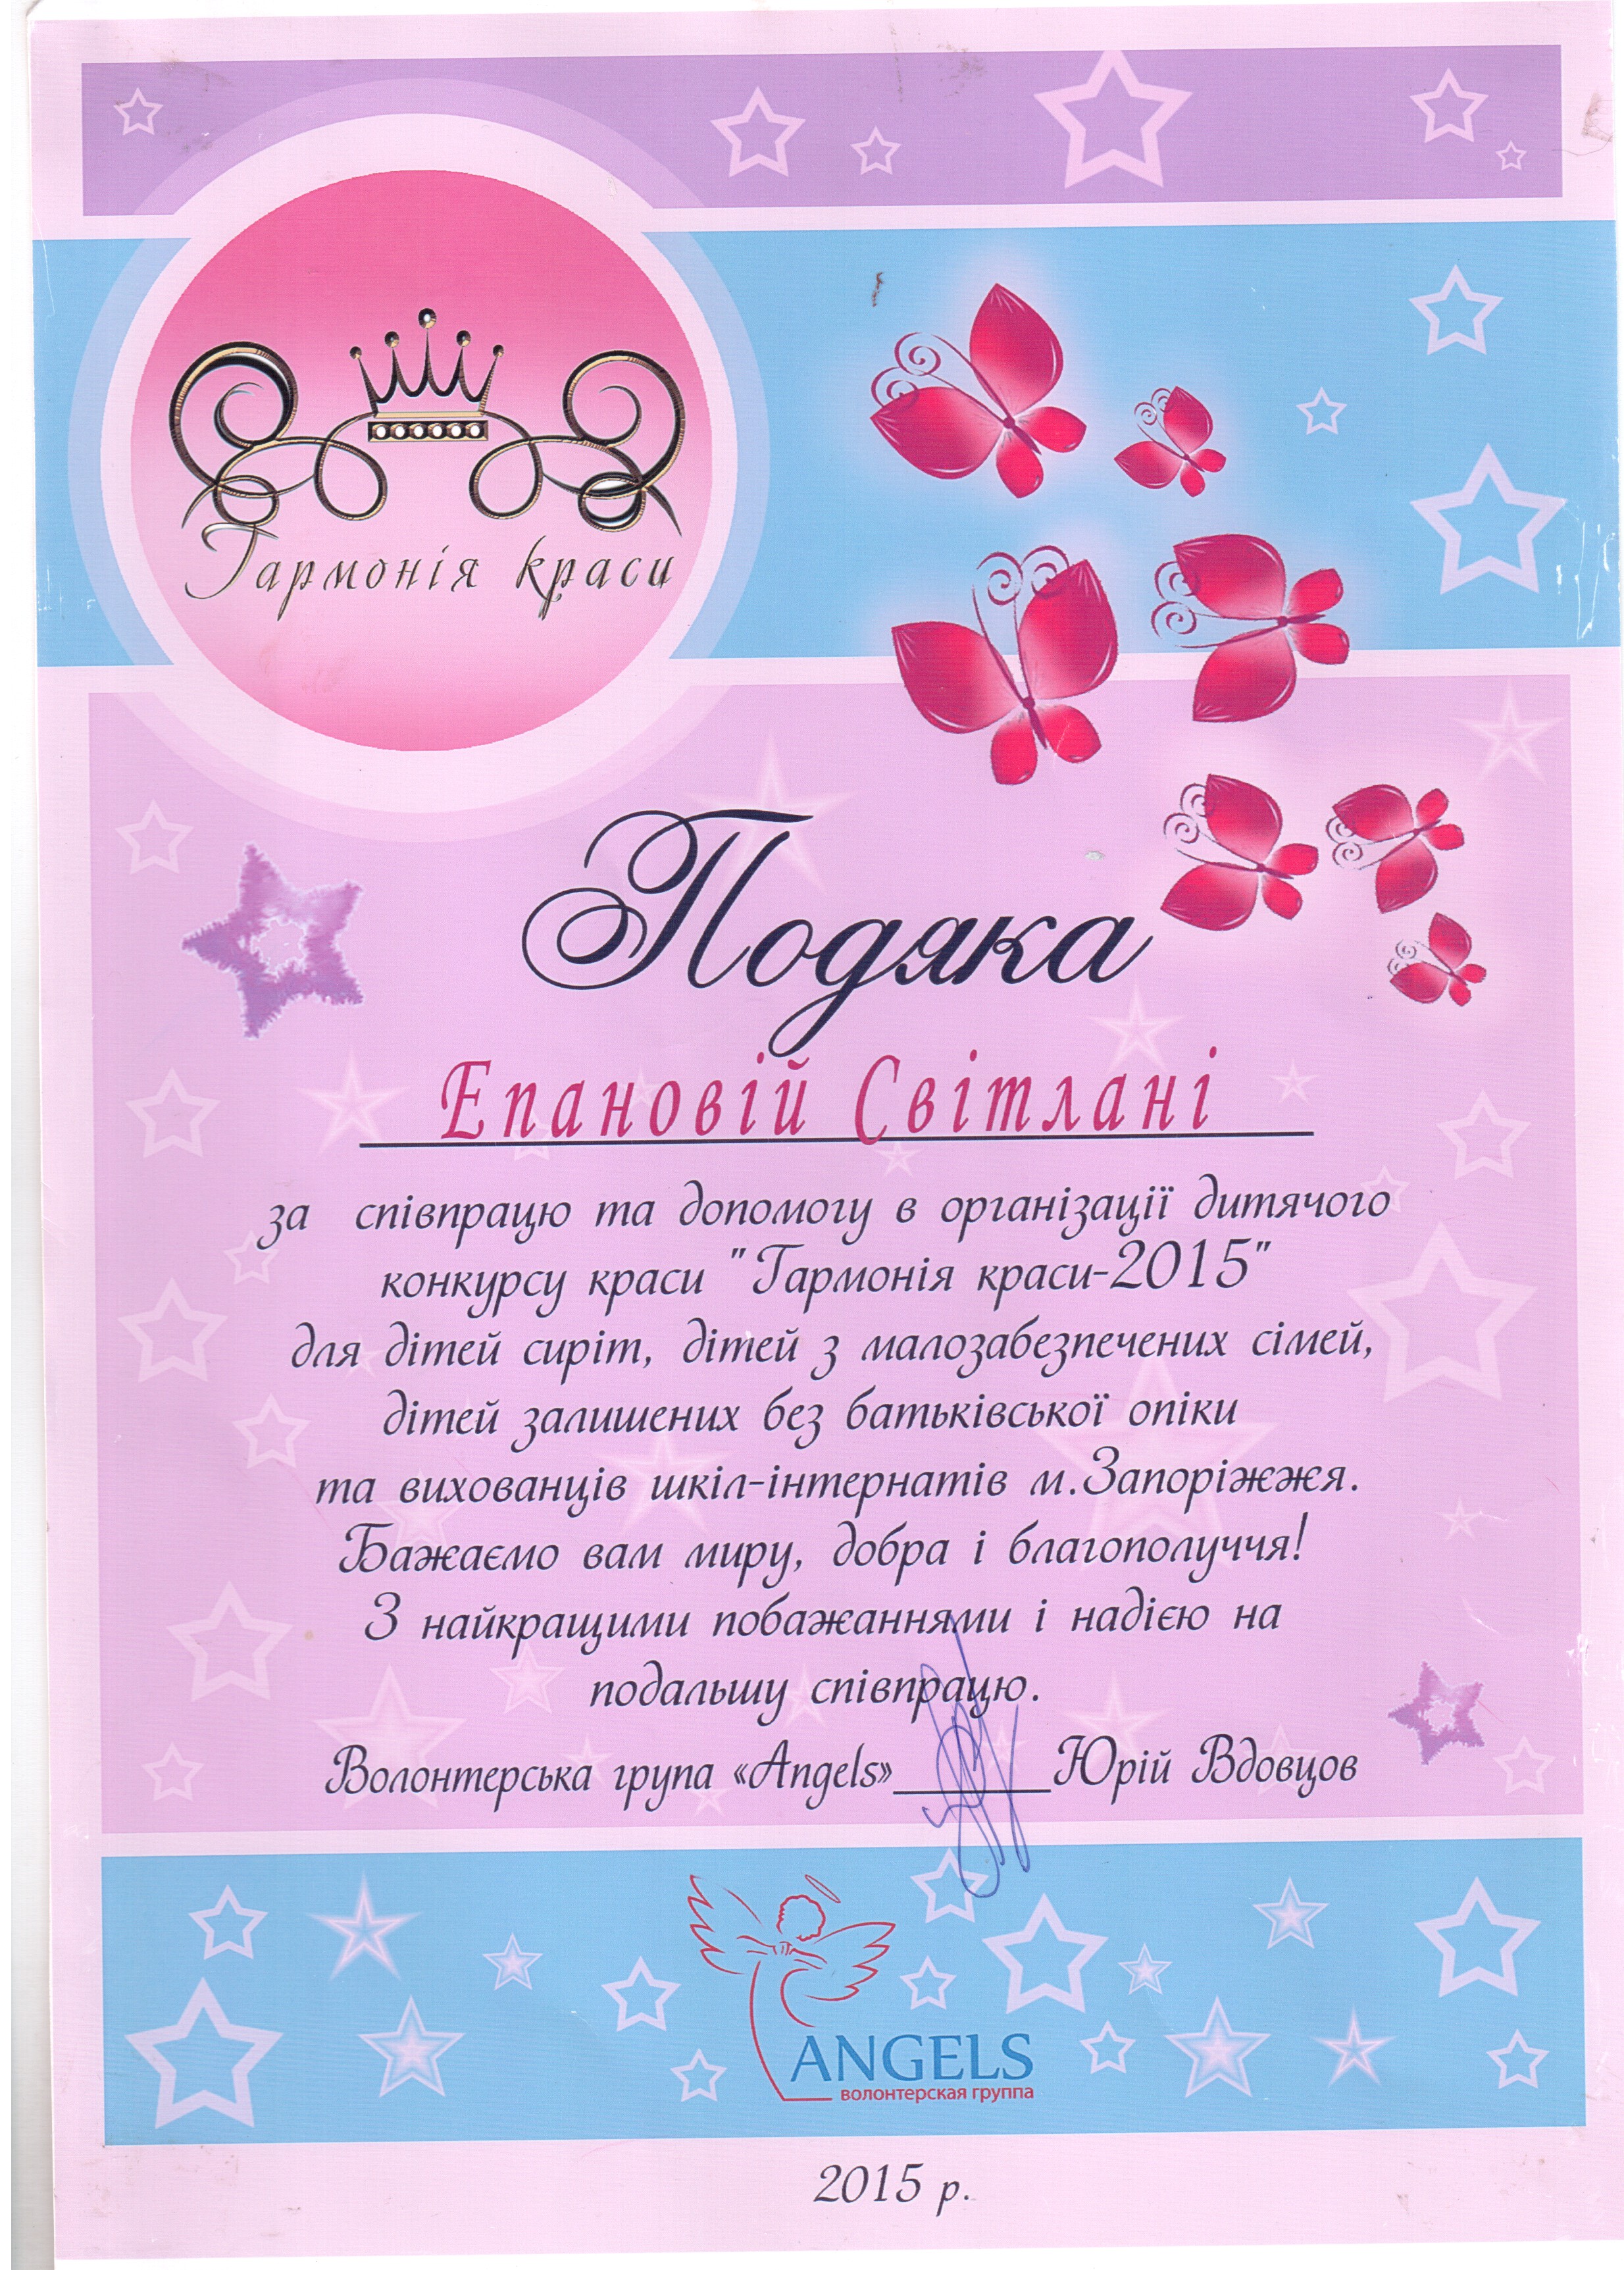 Гармонія краси
Подяка
Епановій Світлані
за співпрацю та допомогу в організації дитячого
конкурсу краси "Гармонія краси-2015"
для дітей сиріт, дітей з малозабезпечених сімей,
дітей залишених без батьківської опіки
та вихованців шкіл-інтернатів м.Запоріжжя.
Бажаємо вам миру, добра і благополуччя!
З найкращими побажаннями і надією на
подальшу співпрацю.
Волонтерська група «Angels»__________Юрій Вдовцов
ANGELS
волонтерская группа
2015 р.